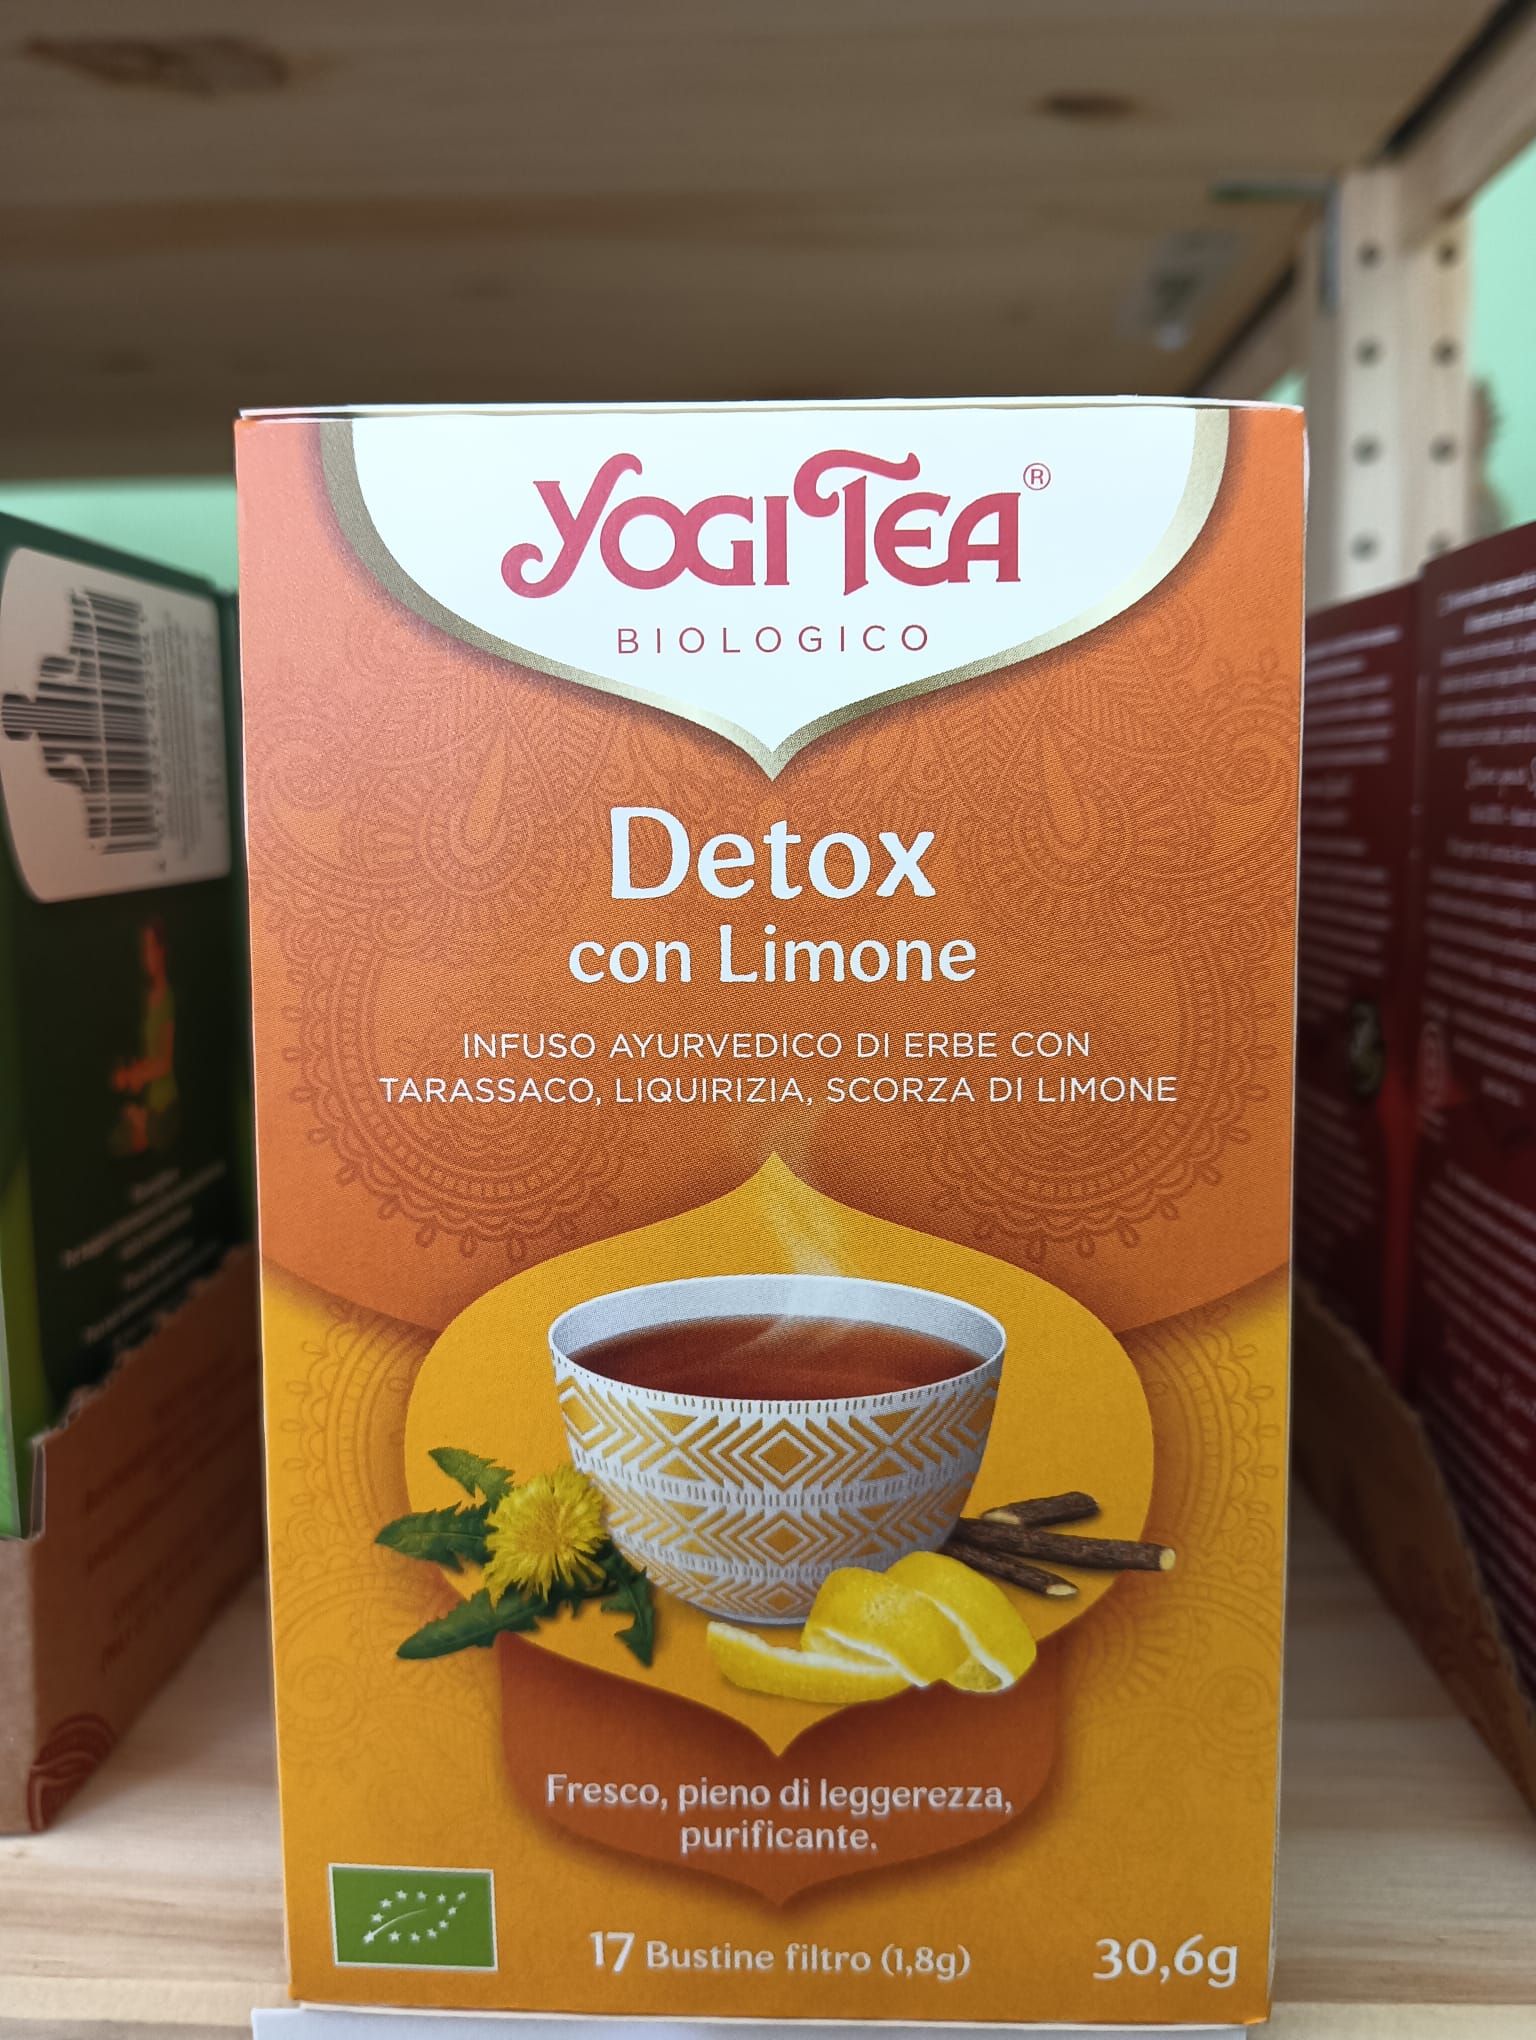 YOGI TEA®
BIOLOGICO
Detox
con Limone
INFUSO AYURVEDICO DI ERBE CON
TARASSACO, LIQUIRIZIA, SCORZA DI LIMONE
Fresco, pieno di leggerezza,
purificante.
17 Bustine filtro (1,8g)
30,6g